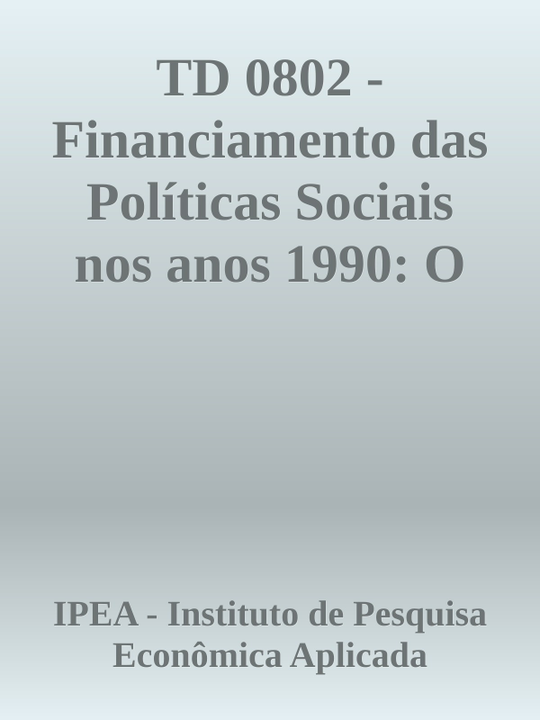 TD 0802 -
Financiamento das
Políticas Sociais
nos anos 1990: O
IPEA - Instituto de Pesquisa
Econômica Aplicada